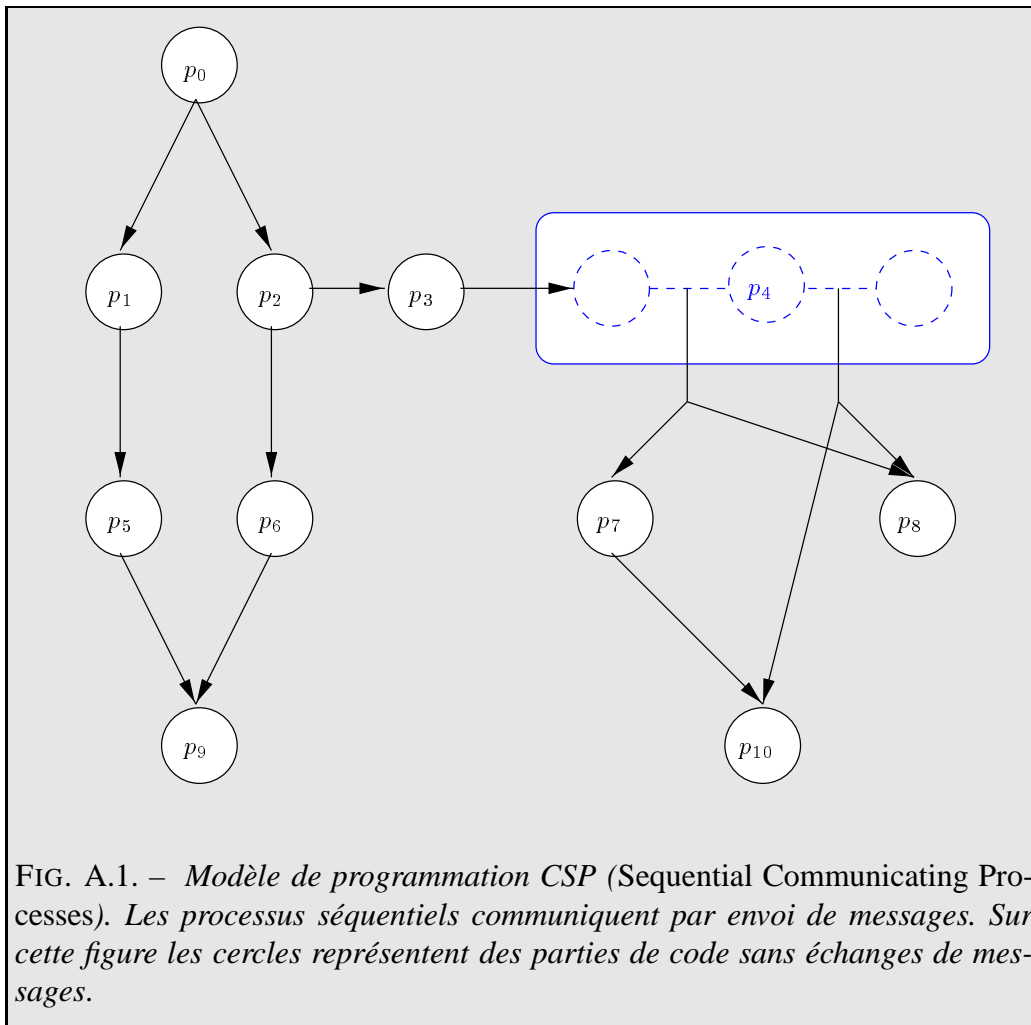 p₀
p₁ p₂ p₃ p₄
p₅ p₆ p₇ p₈
p₉ p₁₀
FIG. A.1. – Modèle de programmation CSP (Sequential Communicating Pro-
cesses). Les processus séquentiels communiquent par envoi de messages. Sur
cette figure les cercles représentent des parties de code sans échanges de mes-
sages.